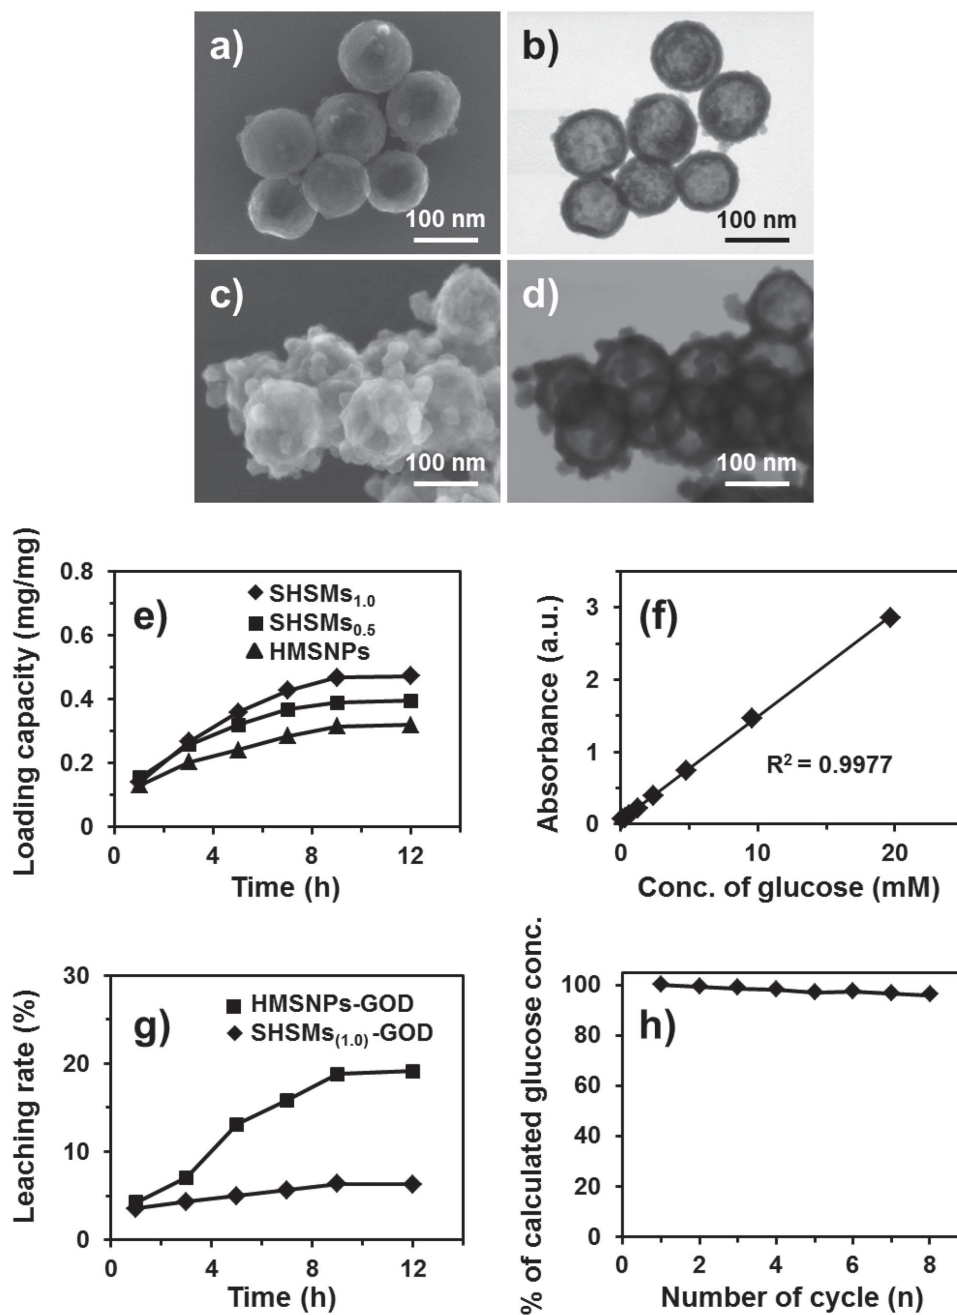 a)
100 nm
b)
100 nm
c)
100 nm
d)
100 nm
e)
Loading capacity (mg/mg)
0.8
0.6
0.4
0.2
0
◆ SHSMs1.0
■ SHSMs0.5
▲ HMSNPs
0 4 8 12
Time (h)
(f)
Absorbance (a.u.)
3
2
1
0
R2 = 0.9977
0 10 20
Conc. of glucose (mM)
g)
Leaching rate (%)
30
20
10
0
■ HMSNPs-GOD
◆ SHSMs(1.0)-GOD
0 4 8 12
Time (h)
h)
% of calculated glucose conc.
100
80
60
40
20
0
0 2 4 6 8
Number of cycle (n)